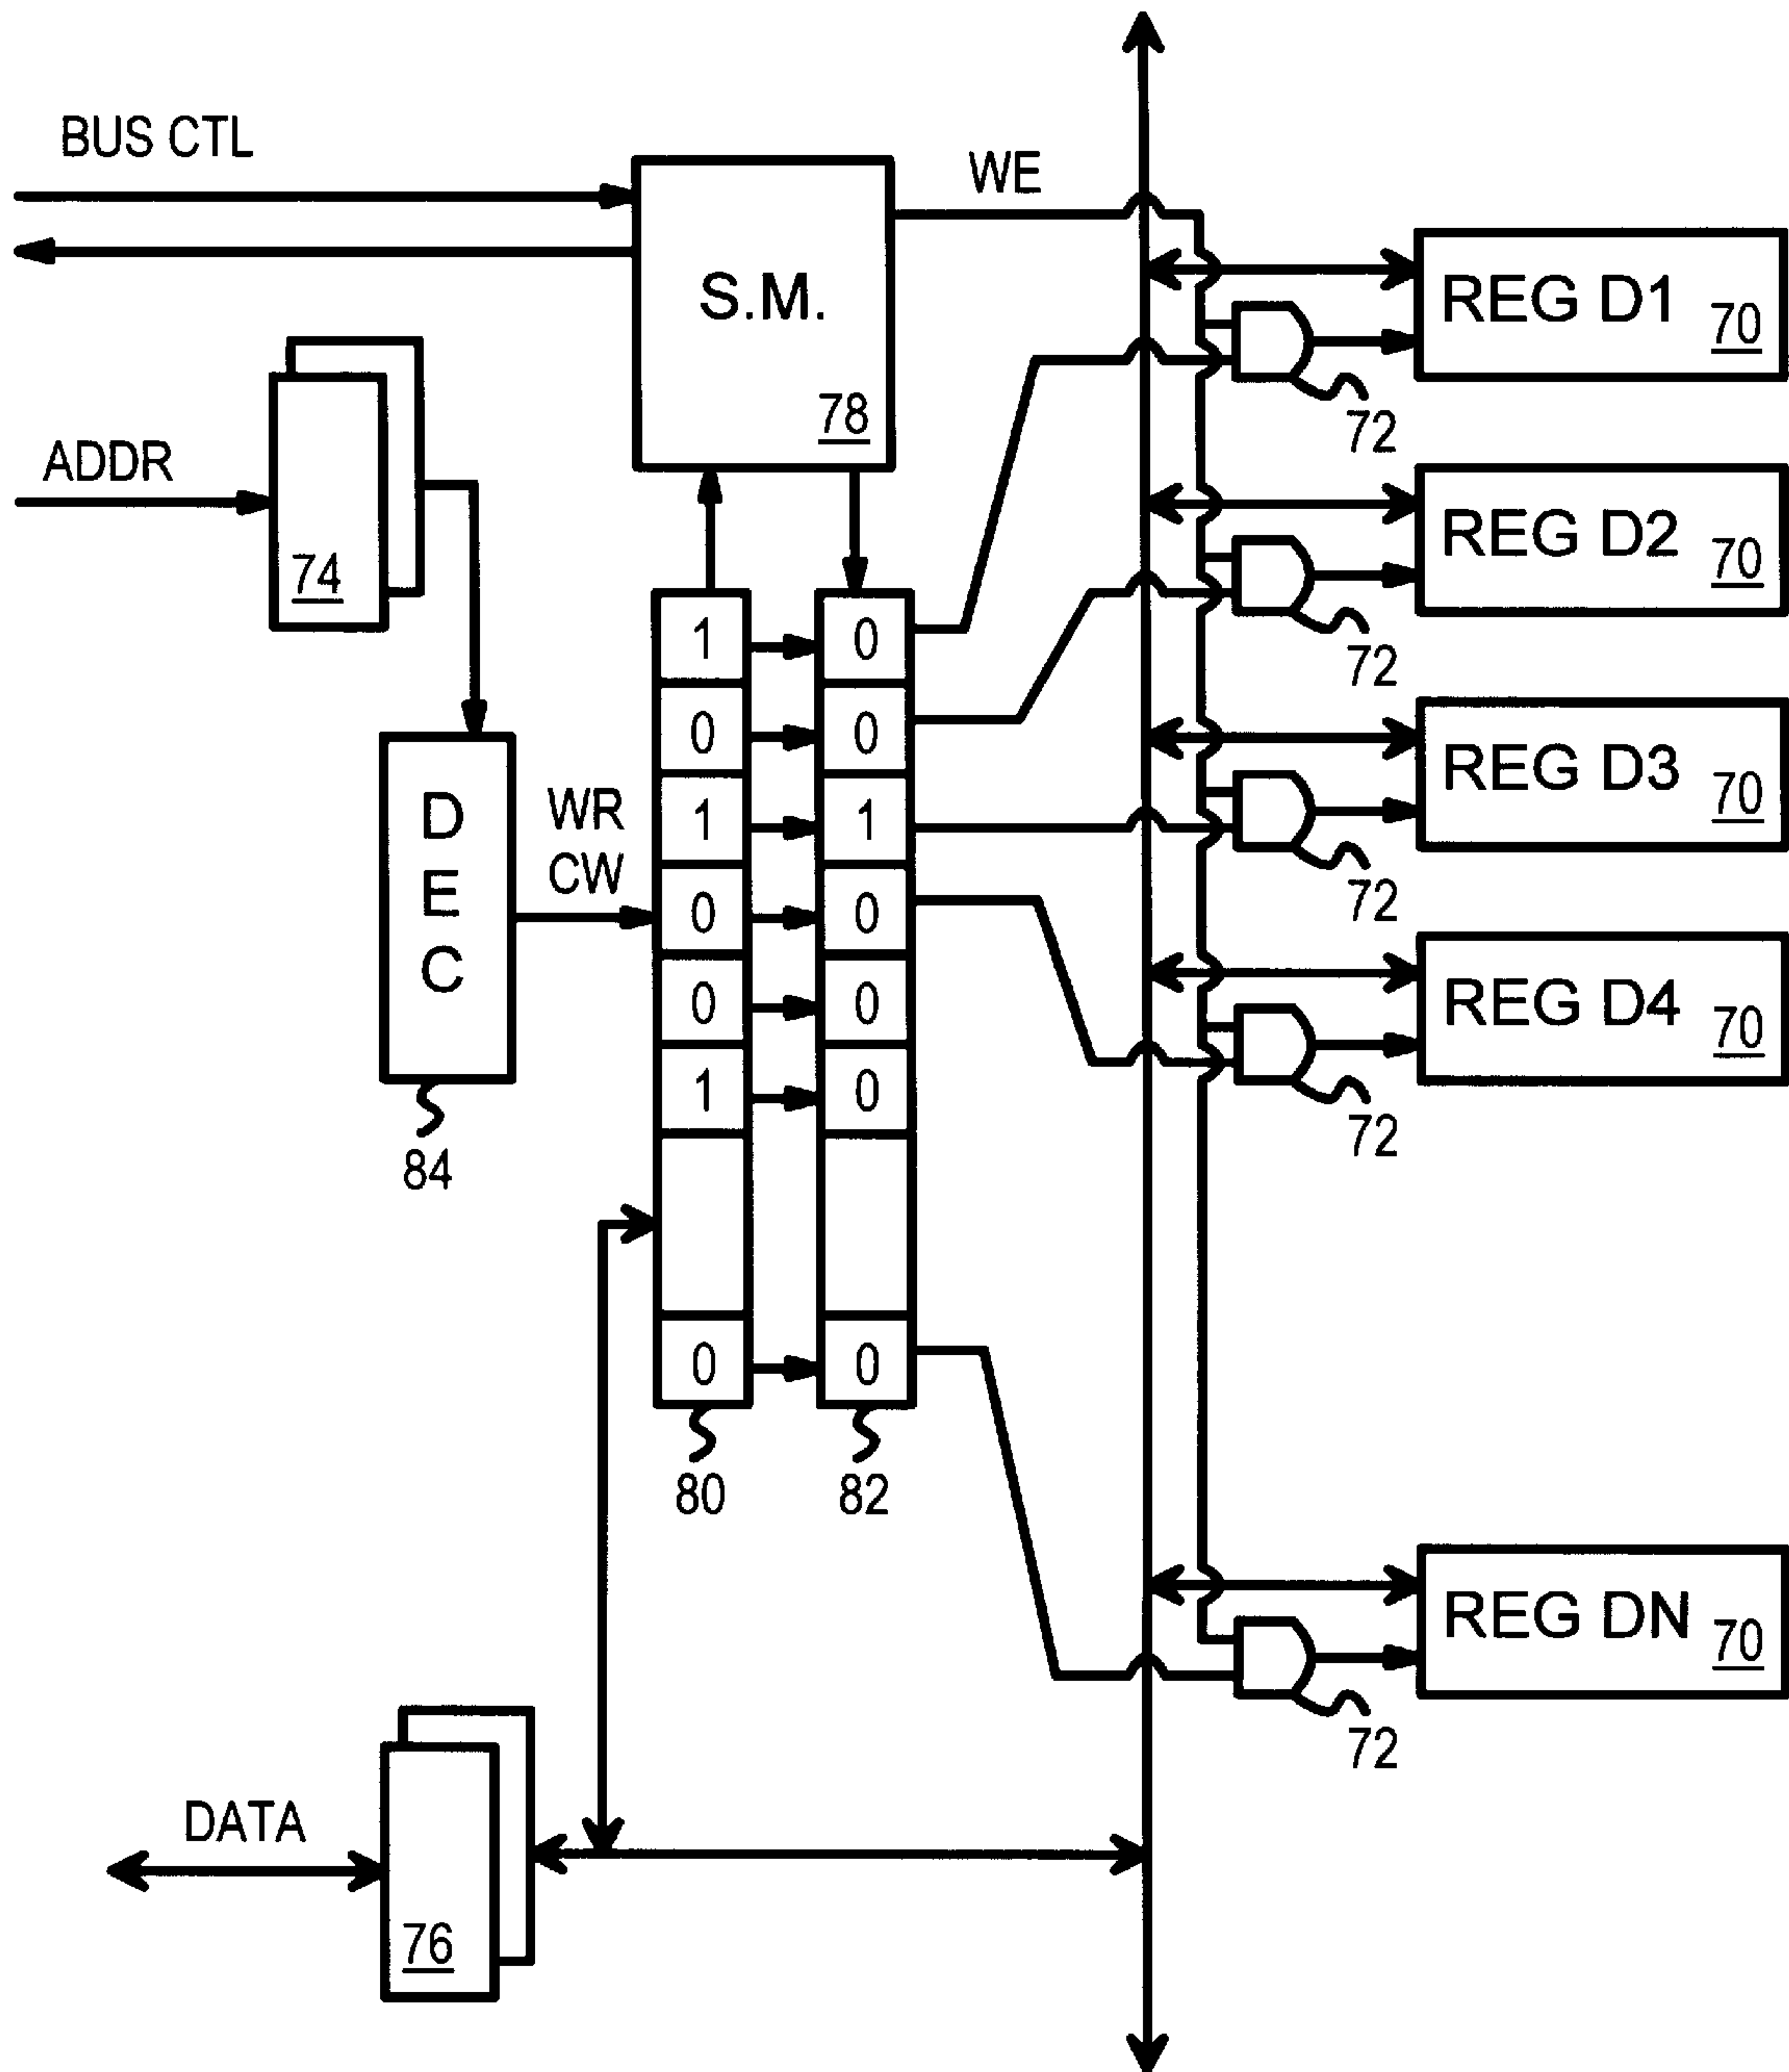 BUS CTL
WE
S.M.
78
REG D1 70
72
ADDR
74
REG D2 70
72
1 0
0 0
1 1
0 0
0 0
1 0
0 0
D
E
C
WR
CW
REG D3 70
72
REG D4 70
72
84
80
82
REG DN 70
72
DATA
76